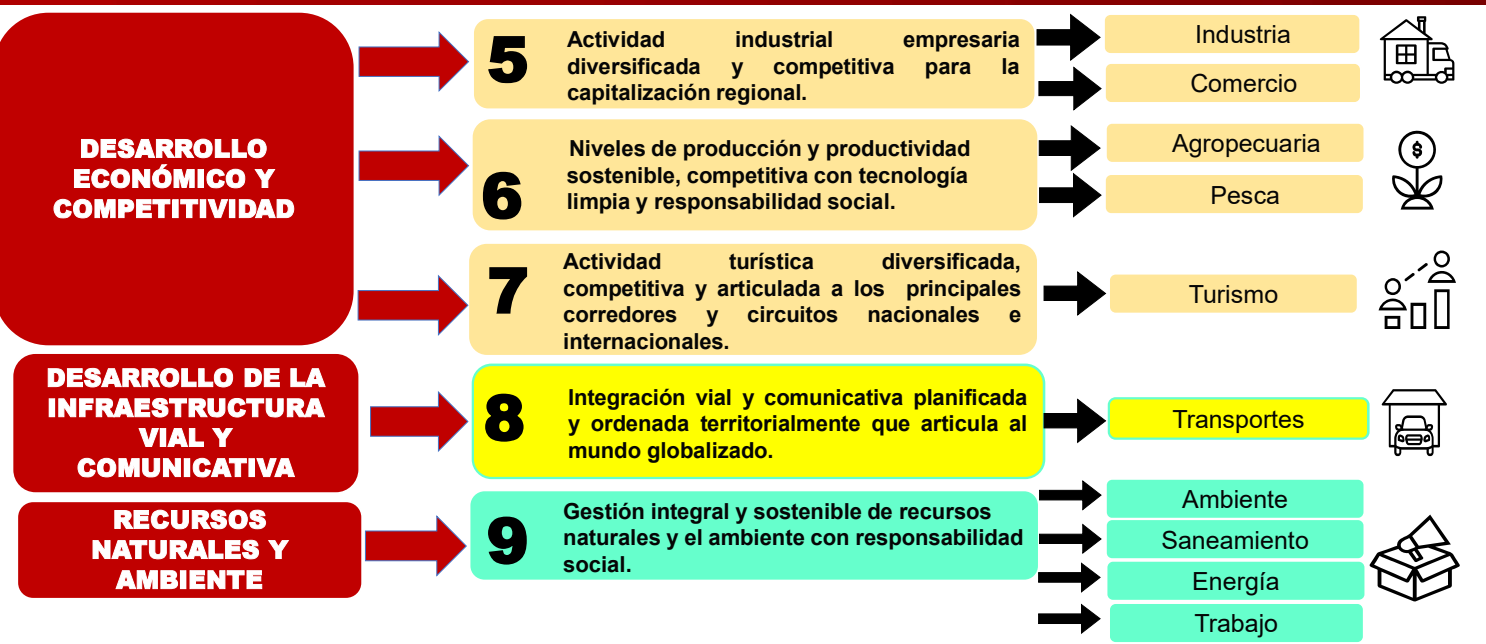 DESARROLLO
ECONÓMICO Y
COMPETITIVIDAD
5
Actividad industrial empresaria
diversificada y competitiva para la
capitalización regional.
Industria
Comercio
6
Niveles de producción y productividad
sostenible, competitiva con tecnología
limpia y responsabilidad social.
Agropecuaria
$
Pesca
7
Actividad turística diversificada,
competitiva y articulada a los principales
corredores y circuitos nacionales e
internacionales.
Turismo
DESARROLLO DE LA
INFRAESTRUCTURA
VIAL Y
COMUNICATIVA
8
Integración vial y comunicativa planificada
y ordenada territorialmente que articula al
mundo globalizado.
Transportes
RECURSOS
NATURALES Y
AMBIENTE
9
Gestión integral y sostenible de recursos
naturales y el ambiente con responsabilidad
social.
Ambiente
Saneamiento
Energía
Trabajo